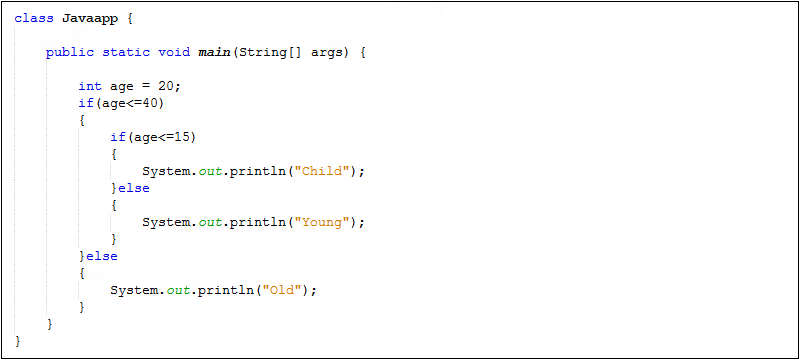 class Javaapp {
public static void main(String[] args) {
int age = 20;
if(age<=40)
{
if(age<=15)
{
System.out.println("Child");
}else
{
System.out.println("Young");
}
}else
{
System.out.println("Old");
}
}
}